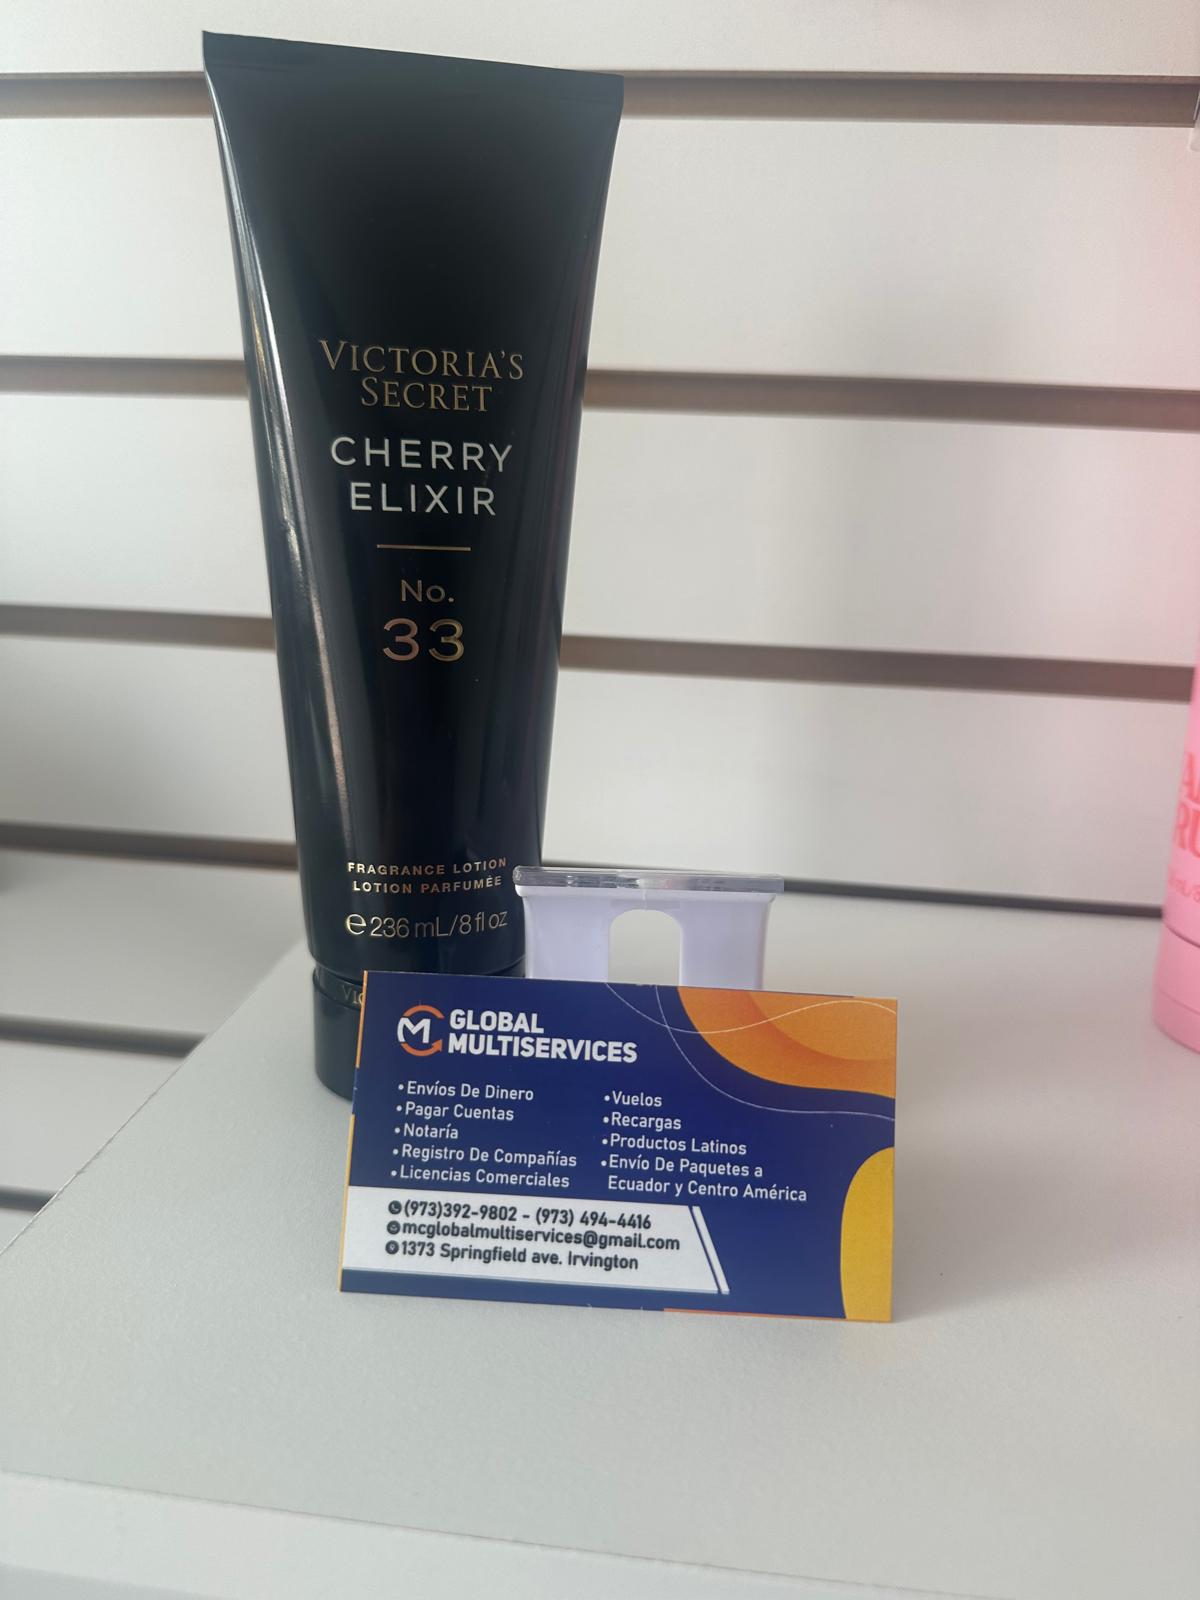 VICTORIA'S
SECRET
CHERRY
ELIXIR
No.
33
FRAGRANCE LOTION
LOTION PARFUMÉE
℮ 236 mL/8 fl oz
M GLOBAL
MULTISERVICES
•Envíos De Dinero
•Pagar Cuentas
•Notaría
•Registro De Compañías
•Licencias Comerciales
•Vuelos
•Recargas
•Productos Latinos
•Envío De Paquetes a
Ecuador y Centro América
(973)392-9802 - (973) 494-4416
mcglobalmultiservices@gmail.com
1373 Springfield ave. Irvington